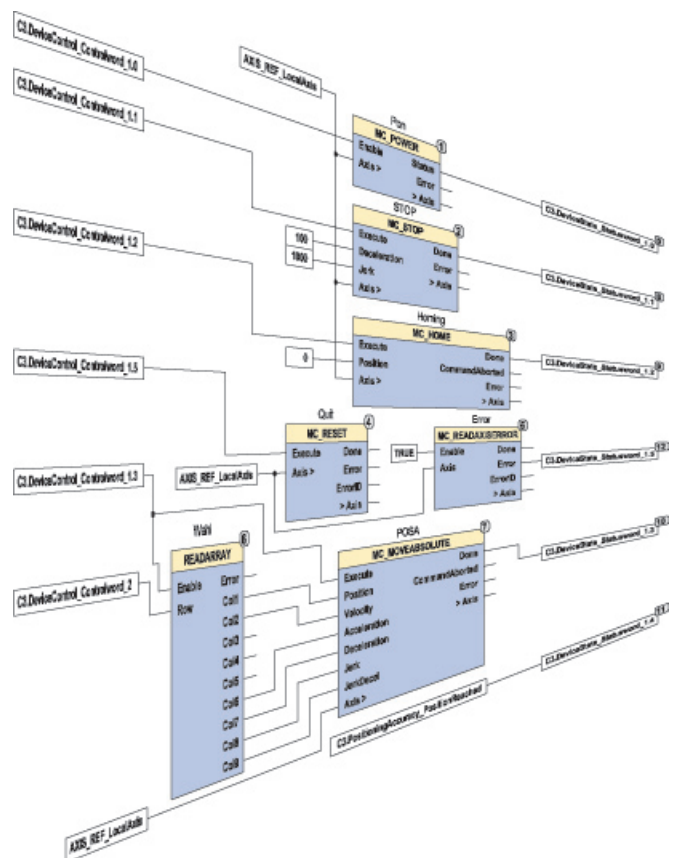 C3.DeviceControl_Controlword_1.0
AXIS_REF_LocalAxis
C3.DeviceControl_Controlword_1.1
C3.DeviceControl_Controlword_1.2
C3.DeviceControl_Controlword_1.5
C3.DeviceControl_Controlword_1.3
C3.DeviceControl_Controlword_2
MC_POWER
1
Enable
Axis >
Status
Error
> Axis
STOP
MC_STOP
2
100
1000
Execute
Deceleration
Jerk
Axis >
Done
Error
> Axis
Homing
MC_HOME
3
0
Execute
Position
Axis >
Done
CommandAborted
Error
> Axis
Quit
MC_RESET
4
AXIS_REF_LocalAxis
Execute
Axis >
Done
Error
ErrorID
> Axis
Error
MC_READAXISERROR
5
TRUE
Enable
Axis
Done
Error
ErrorID
> Axis
Wahl
READARRAY
6
Enable
Row
Error
Col1
Col2
Col3
Col4
Col5
Col6
Col7
Col8
Col9
POSA
MC_MOVEABSOLUTE
7
Execute
Position
Velocity
Acceleration
Deceleration
Jerk
JerkDecel
Axis >
Done
CommandAborted
Error
> Axis
C3.DeviceState_Statusword_1.0
C3.DeviceState_Statusword_1.1
C3.DeviceState_Statusword_1.2
9
C3.DeviceState_Statusword_1.5
12
C3.DeviceState_Statusword_1.3
10
C3.DeviceState_Statusword_1.4
11
C3.PositioningAccuracy_PositionReached
AXIS_REF_LocalAxis